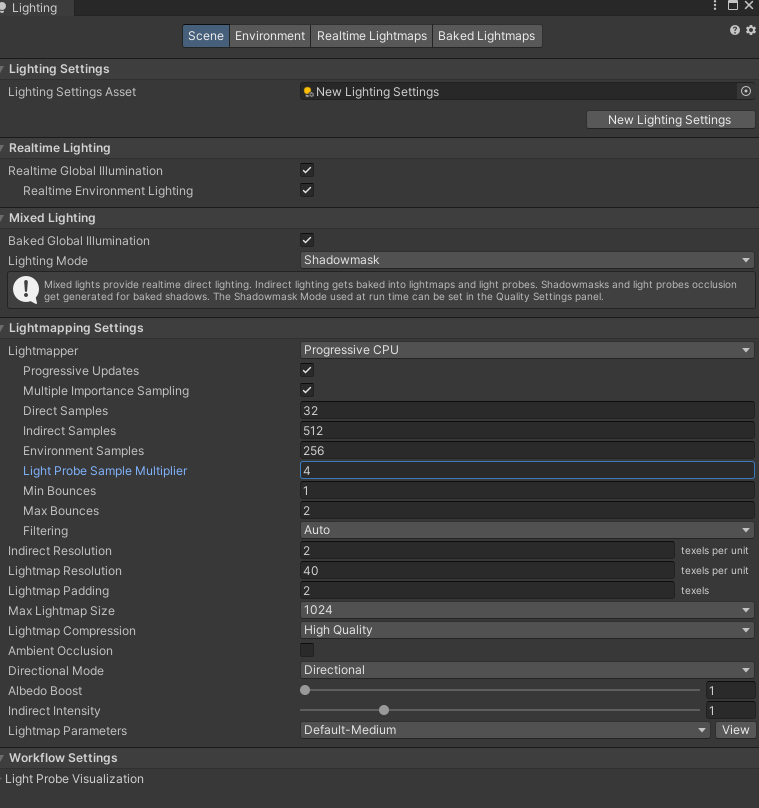 Lighting
Scene Environment Realtime Lightmaps Baked Lightmaps
Lighting Settings
Lighting Settings Asset New Lighting Settings
New Lighting Settings
Realtime Lighting
Realtime Global Illumination
Realtime Environment Lighting
Mixed Lighting
Baked Global Illumination
Lighting Mode Shadowmask
Mixed lights provide realtime direct lighting. Indirect lighting gets baked into lightmaps and light probes. Shadowmasks and light probes occlusion
get generated for baked shadows. The Shadowmask Mode used at run time can be set in the Quality Settings panel.
Lightmapping Settings
Lightmapper Progressive CPU
Progressive Updates
Multiple Importance Sampling
Direct Samples 32
Indirect Samples 512
Environment Samples 256
Light Probe Sample Multiplier 4
Min Bounces 1
Max Bounces 2
Filtering Auto
Indirect Resolution 2 texels per unit
Lightmap Resolution 40 texels per unit
Lightmap Padding 2 texels
Max Lightmap Size 1024
Lightmap Compression High Quality
Ambient Occlusion
Directional Mode Directional
Albedo Boost 1
Indirect Intensity 1
Lightmap Parameters Default-Medium View
Workflow Settings
Light Probe Visualization